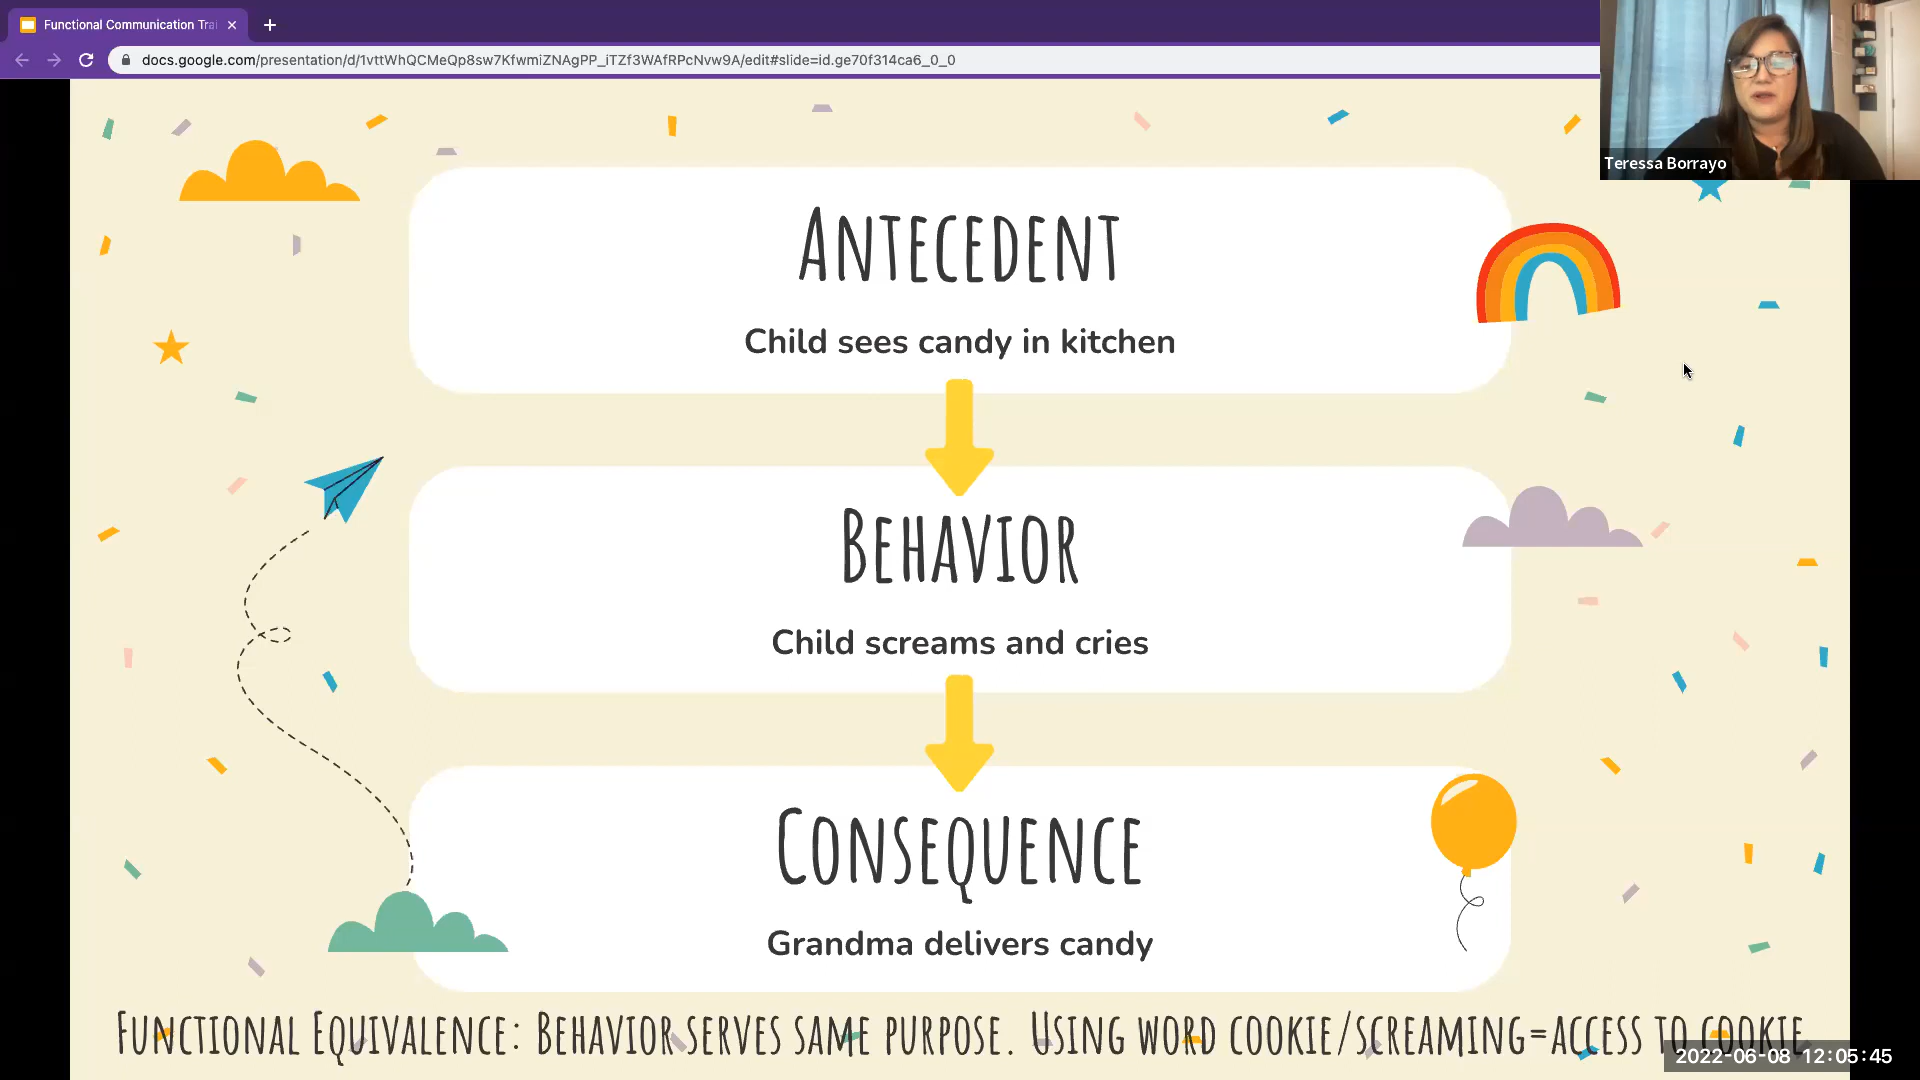 Functional Communication Trai
docs.google.com/presentation/d/1vttWhQCMeQp8sw7KfwmiZNAgPP_iTZf3WAfRPcNvw9A/edit#slide=id.ge70f314ca6_0_0
Teressa Borrayo
Antecedent
Child sees candy in kitchen
Behavior
Child screams and cries
Consequence
Grandma delivers candy
Functional Equivalence: Behavior serves same purpose. Using word cookie/screaming=access to cookie
2022-06-08 12:05:45